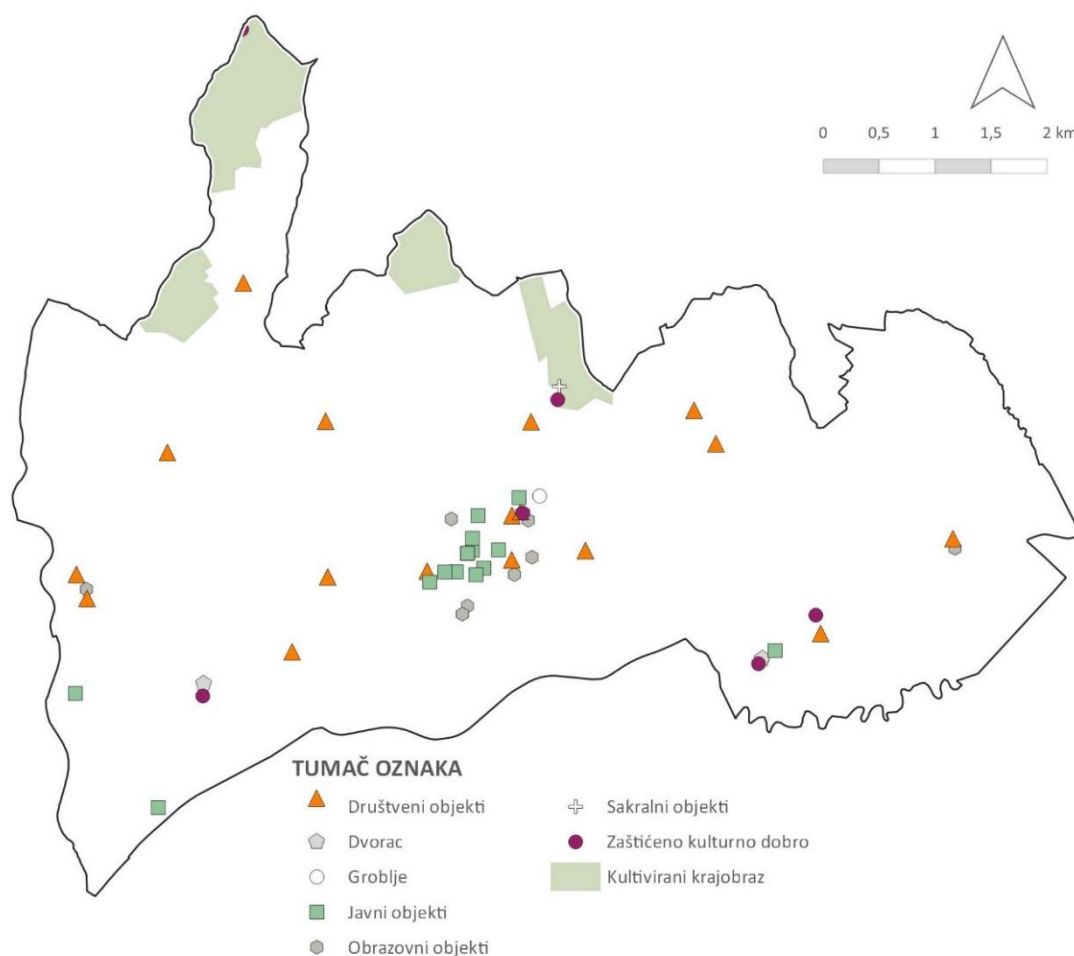 0 0,5 1 1,5 2 km
TUMAČ OZNAKA
Društveni objekti
Dvorac
Groblje
Javni objekti
Obrazovni objekti
Sakralni objekti
Zaštićeno kulturno dobro
Kultivirani krajobraz